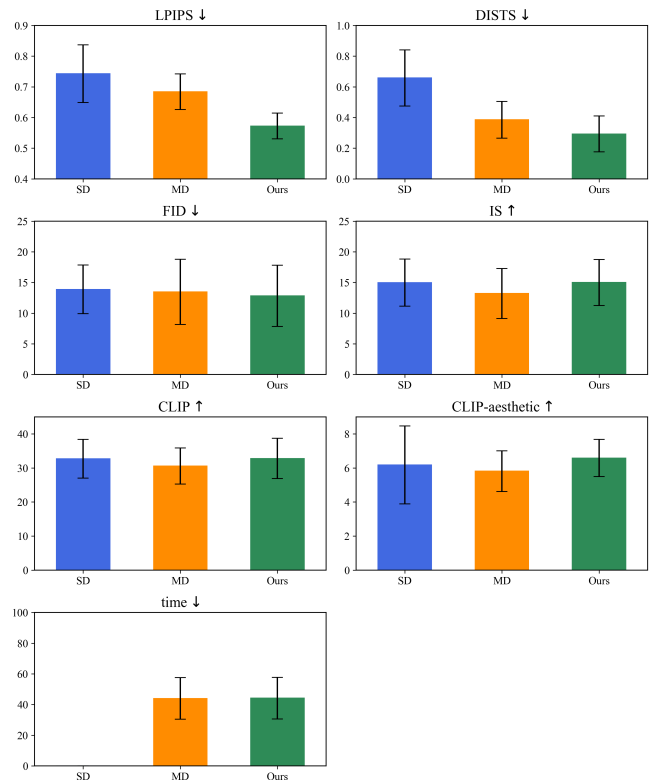 LPIPS ↓
0.9
0.8
0.7
0.6
0.5
0.4
SD MD Ours
DISTS ↓
1.0
0.8
0.6
0.4
0.2
0.0
SD MD Ours
FID ↓
25
20
15
10
5
0
SD MD Ours
IS ↑
25
20
15
10
5
0
SD MD Ours
CLIP ↑
40
30
20
10
0
SD MD Ours
CLIP-aesthetic ↑
8
6
4
2
0
SD MD Ours
time ↓
100
80
60
40
20
0
SD MD Ours